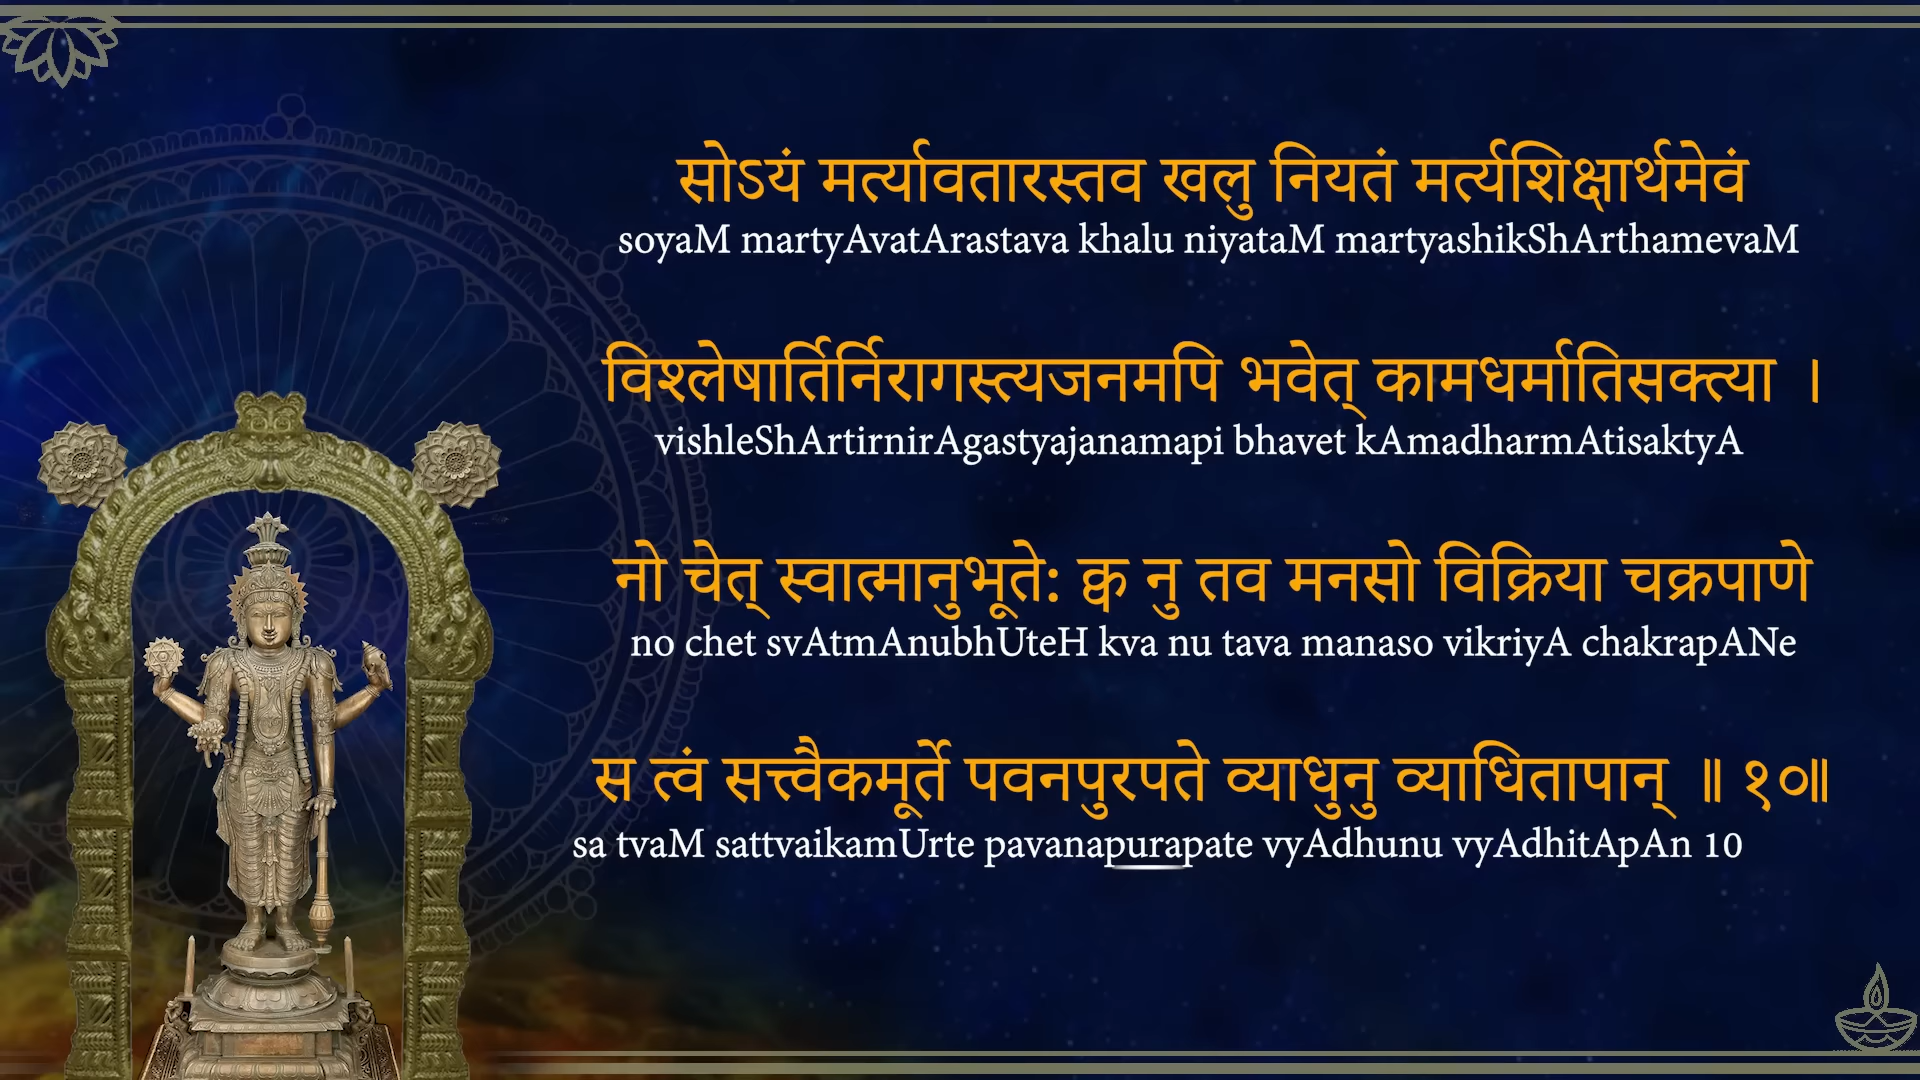 सोऽयं मर्त्यावतारस्तव खलु नियतं मर्त्यशिक्षार्थमेवं
soyaM martyAvatArastava khalu niyataM martyashikShArthamevaM
विश्लेषार्तिर्निरागस्त्यजनमपि भवेत् कामधर्मातिसक्त्या ।
vishleShArtirnirAgastyajanamapi bhavet kAmadharmAtisaktyA
नो चेत् स्वात्मानुभूते: क्व नु तव मनसो विक्रिया चक्रपाणे
no chet svAtmAnubhUteH kva nu tava manaso vikriyA chakrapANe
स त्वं सत्त्वैकमूर्ते पवनपुरपते व्याधुनु व्याधितापान् ॥ १०॥
sa tvaM sattvaikamUrte pavanapurapate vyAdhunu vyAdhitApAn 10